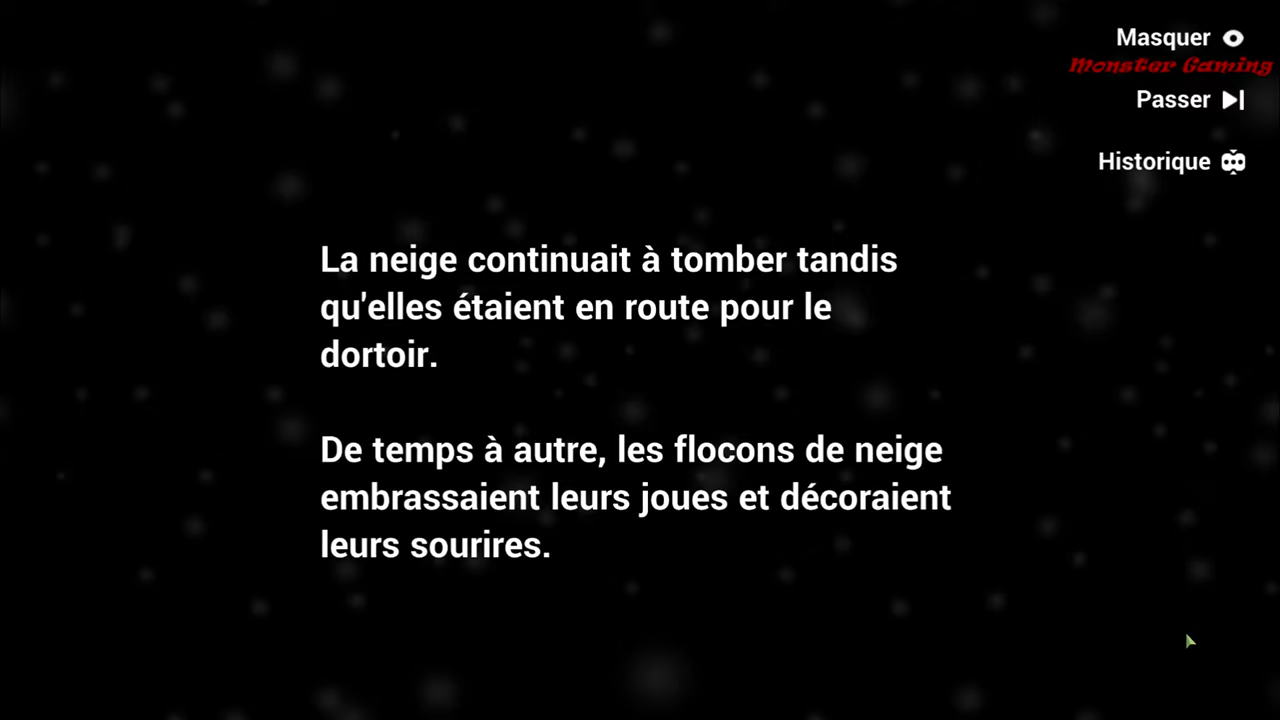 Masquer
Monster Gaming
Passer
Historique
La neige continuait à tomber tandis
qu'elles étaient en route pour le
dortoir.
De temps à autre, les flocons de neige
embrassaient leurs joues et décoraient
leurs sourires.